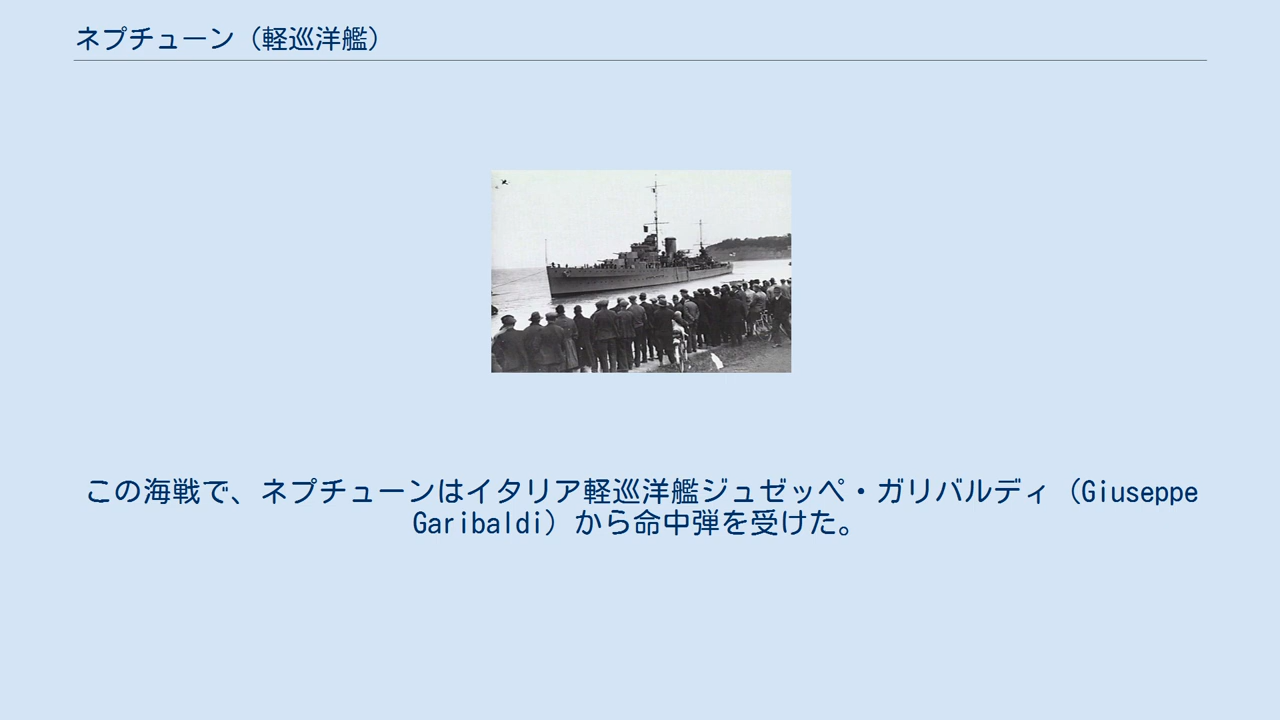 ネプチューン（軽巡洋艦）
この海戦で、ネプチューンはイタリア軽巡洋艦ジュゼッペ・ガリバルディ（Giuseppe
Garibaldi）から命中弾を受けた。